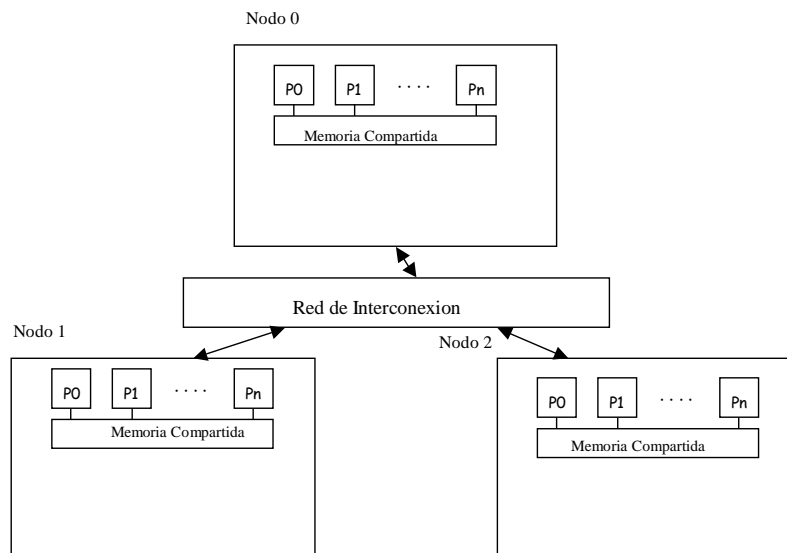 Nodo 0
P0 P1 . . . . Pn
Memoria Compartida
Red de Interconexion
Nodo 1
P0 P1 . . . . Pn
Memoria Compartida
Nodo 2
P0 P1 . . . . Pn
Memoria Compartida